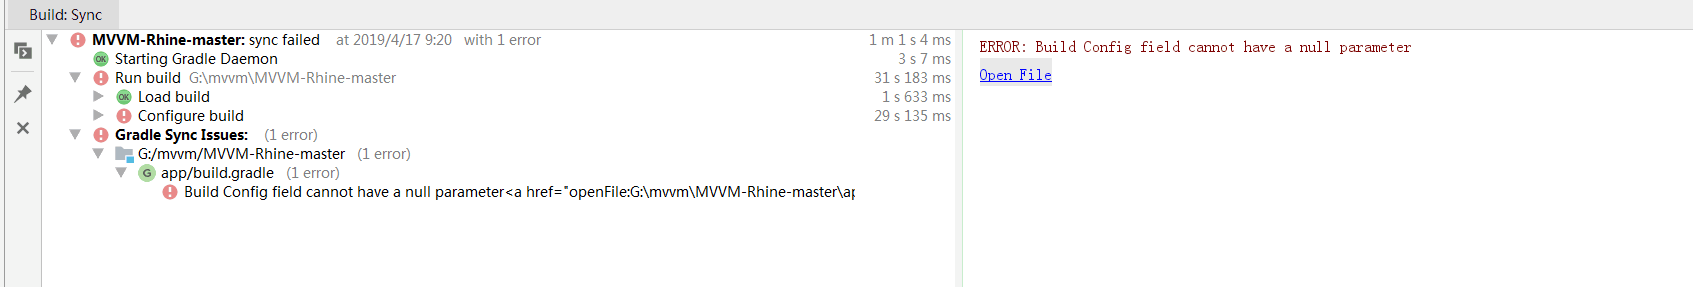 Build: Sync
MVVM-Rhine-master: sync failed at 2019/4/17 9:20 with 1 error 1 m 1 s 4 ms
OK Starting Gradle Daemon 3 s 7 ms
Run build G:\mvvm\MVVM-Rhine-master 31 s 183 ms
OK Load build 1 s 633 ms
Configure build 29 s 135 ms
Gradle Sync Issues: (1 error)
G:/mvvm/MVVM-Rhine-master (1 error)
G app/build.gradle (1 error)
Build Config field cannot have a null parameter<a href="openFile:G:\mvvm\MVVM-Rhine-master\ap
ERROR: Build Config field cannot have a null parameter
Open File